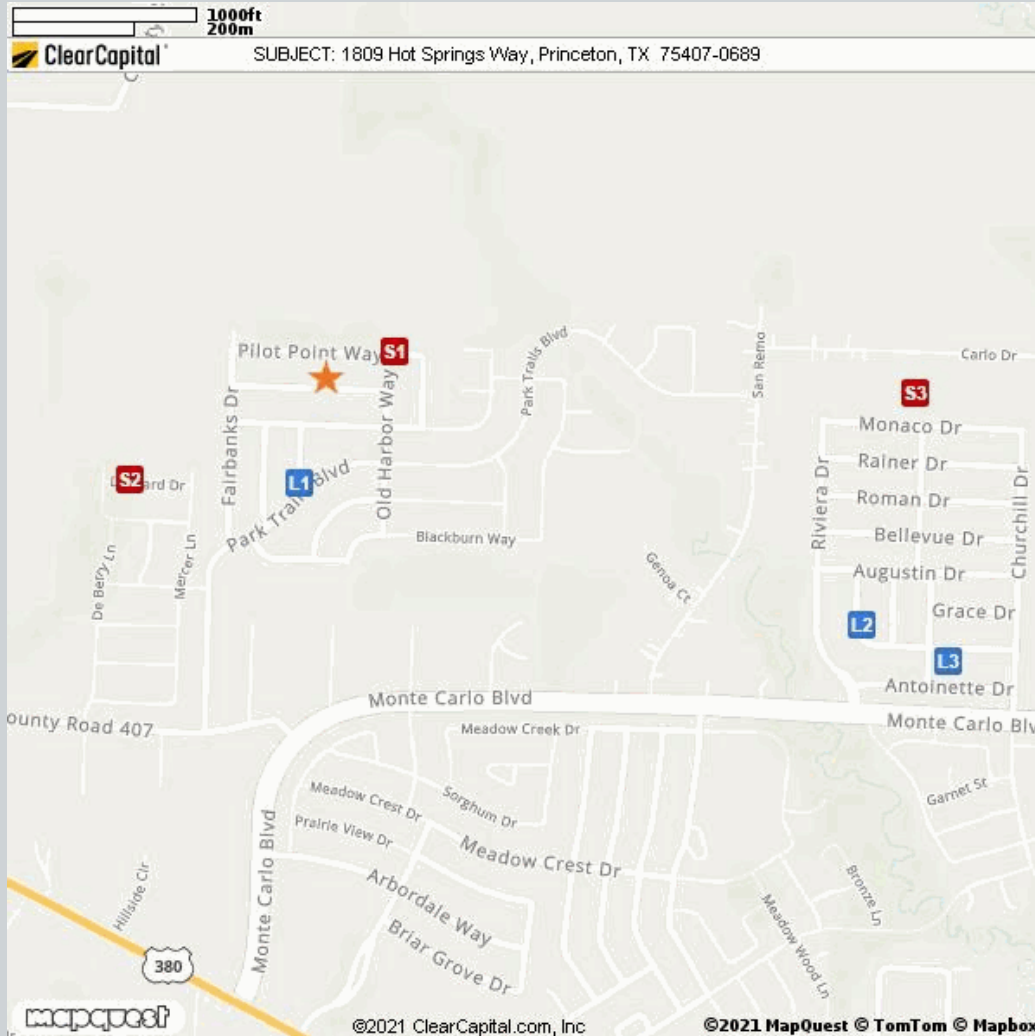 1000ft
200m
ClearCapital
SUBJECT: 1809 Hot Springs Way, Princeton, TX 75407-0689
Pilot Point Way
S1
Park Trails Blvd
San Remo
Carlo Dr
S3
Fairbanks Dr
Old Harbor Way
Monaco Dr
Rainer Dr
Riviera Dr
Churchill Dr
S2
ard Dr
L1
Park Trails Blvd
Roman Dr
Blackburn Way
Bellevue Dr
De Berry Ln
Mercer Ln
Genoa Ct
Augustin Dr
Grace Dr
L2
L3
Antoinette Dr
Monte Carlo Blvd
ounty Road 407
Monte Carlo Blv
Meadow Creek Dr
Meadow Crest Dr
Sorghum Dr
Garnet St
Prairie View Dr
Meadow Crest Dr
Monte Carlo Blvd
Hillside Cir
Arbordale Way
Briar Grove Dr
Meadow Wood Ln
Bronze Ln
380
mapquest
©2021 ClearCapital.com, Inc
©2021 MapQuest © TomTom © Mapbox